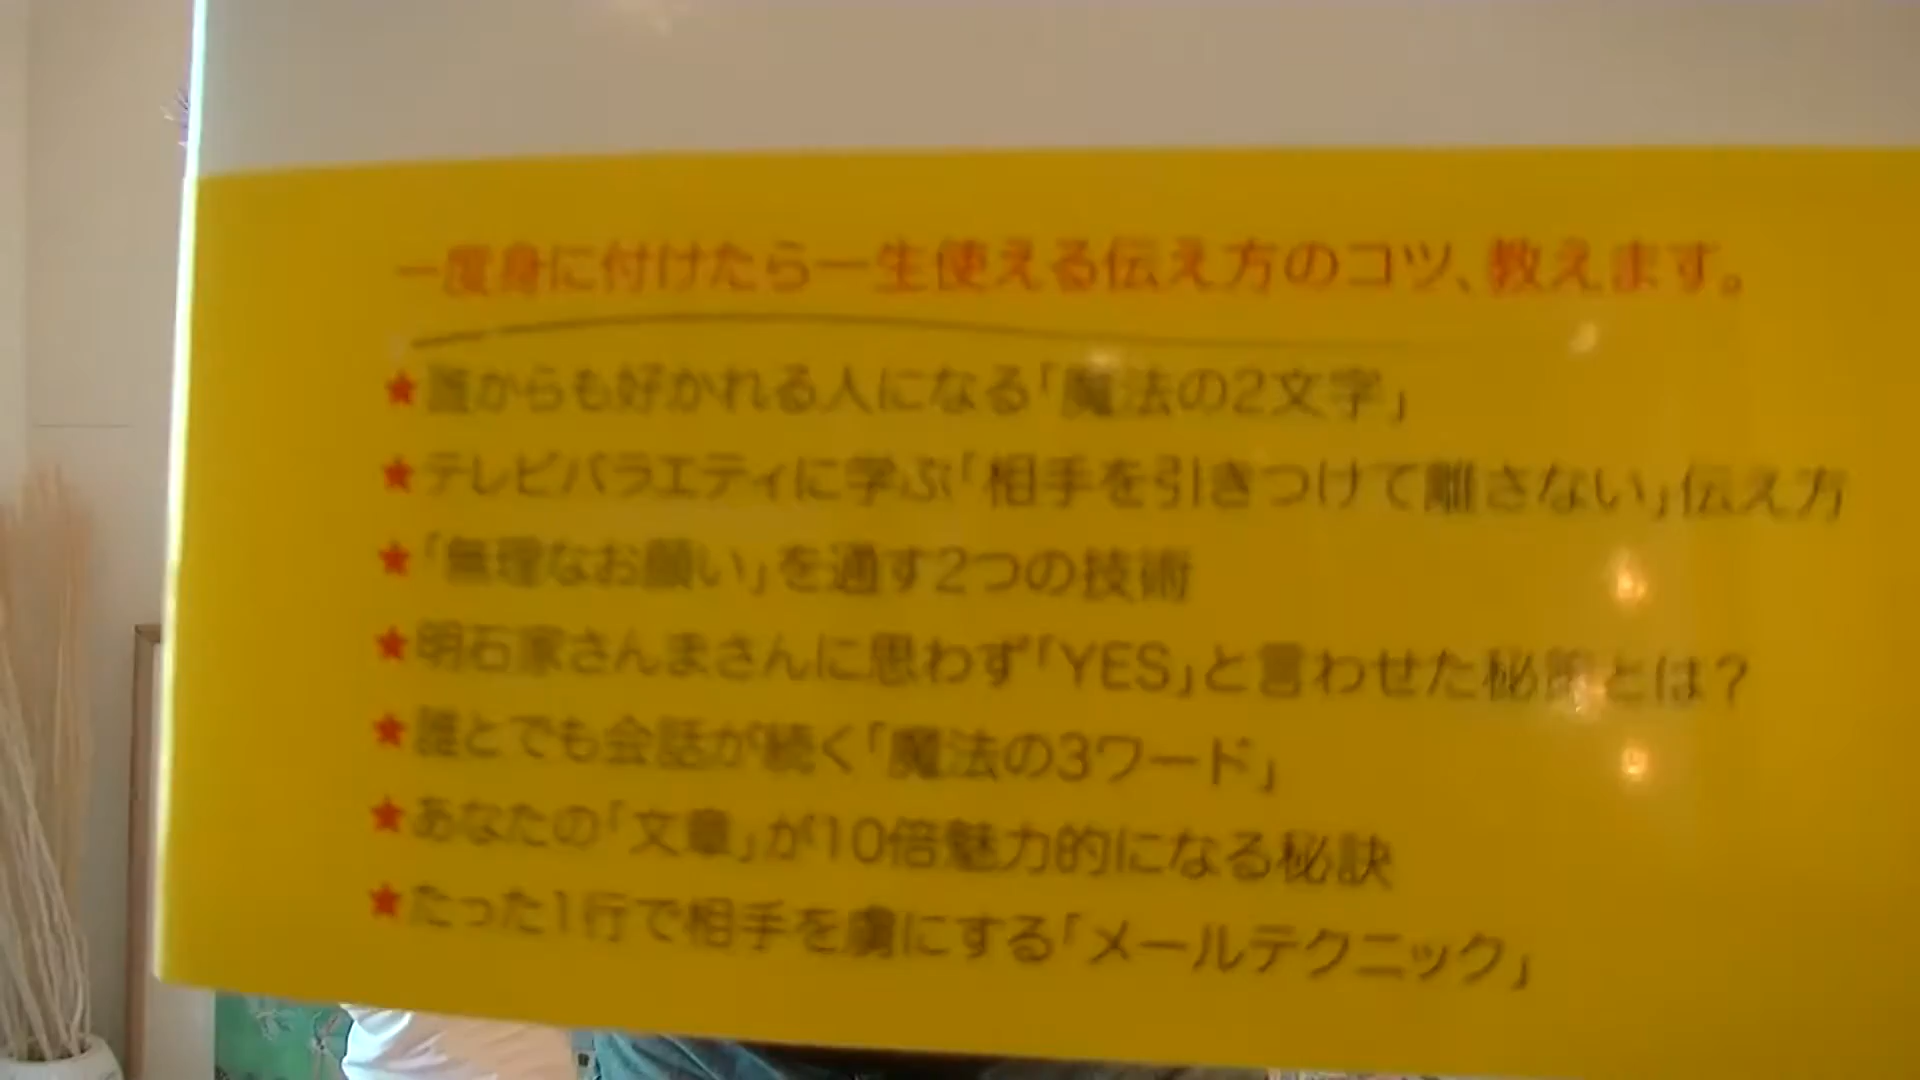 一度身に付けたら一生使える伝え方のコツ、教えます。
★誰からも好かれる人になる「魔法の2文字」
★テレビバラエティに学ぶ「相手を引きつけて離さない」伝え方
★「無理なお願い」を通す2つの技術
★明石家さんまさんに思わず「YES」と言わせた秘策とは?
★誰とでも会話が続く「魔法の3ワード」
★あなたの「文章」が10倍魅力的になる秘訣
★たった1行で相手を虜にする「メールテクニック」